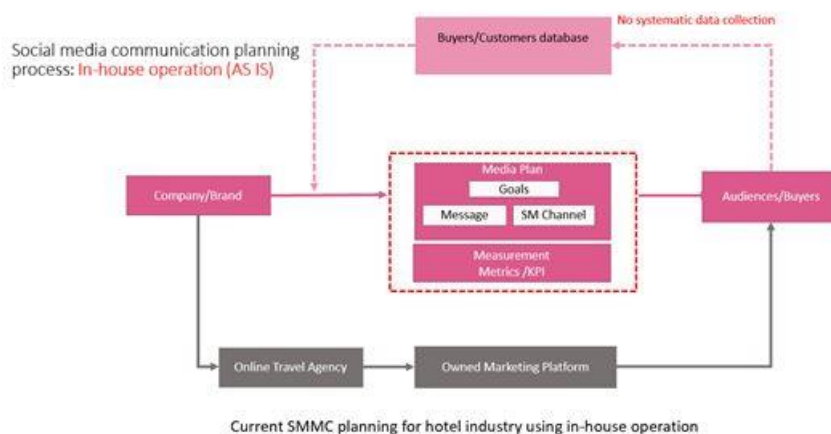 No systematic data collection
Buyers/Customers database
Social media communication planning
process: In-house operation (AS IS)
Media Plan
Goals
Company/Brand
Audiences/Buyers
Message
SM Channel
Measurement
Metrics /KPI
Online Travel Agency
Owned Marketing Platform
Current SMMC planning for hotel industry using in-house operation